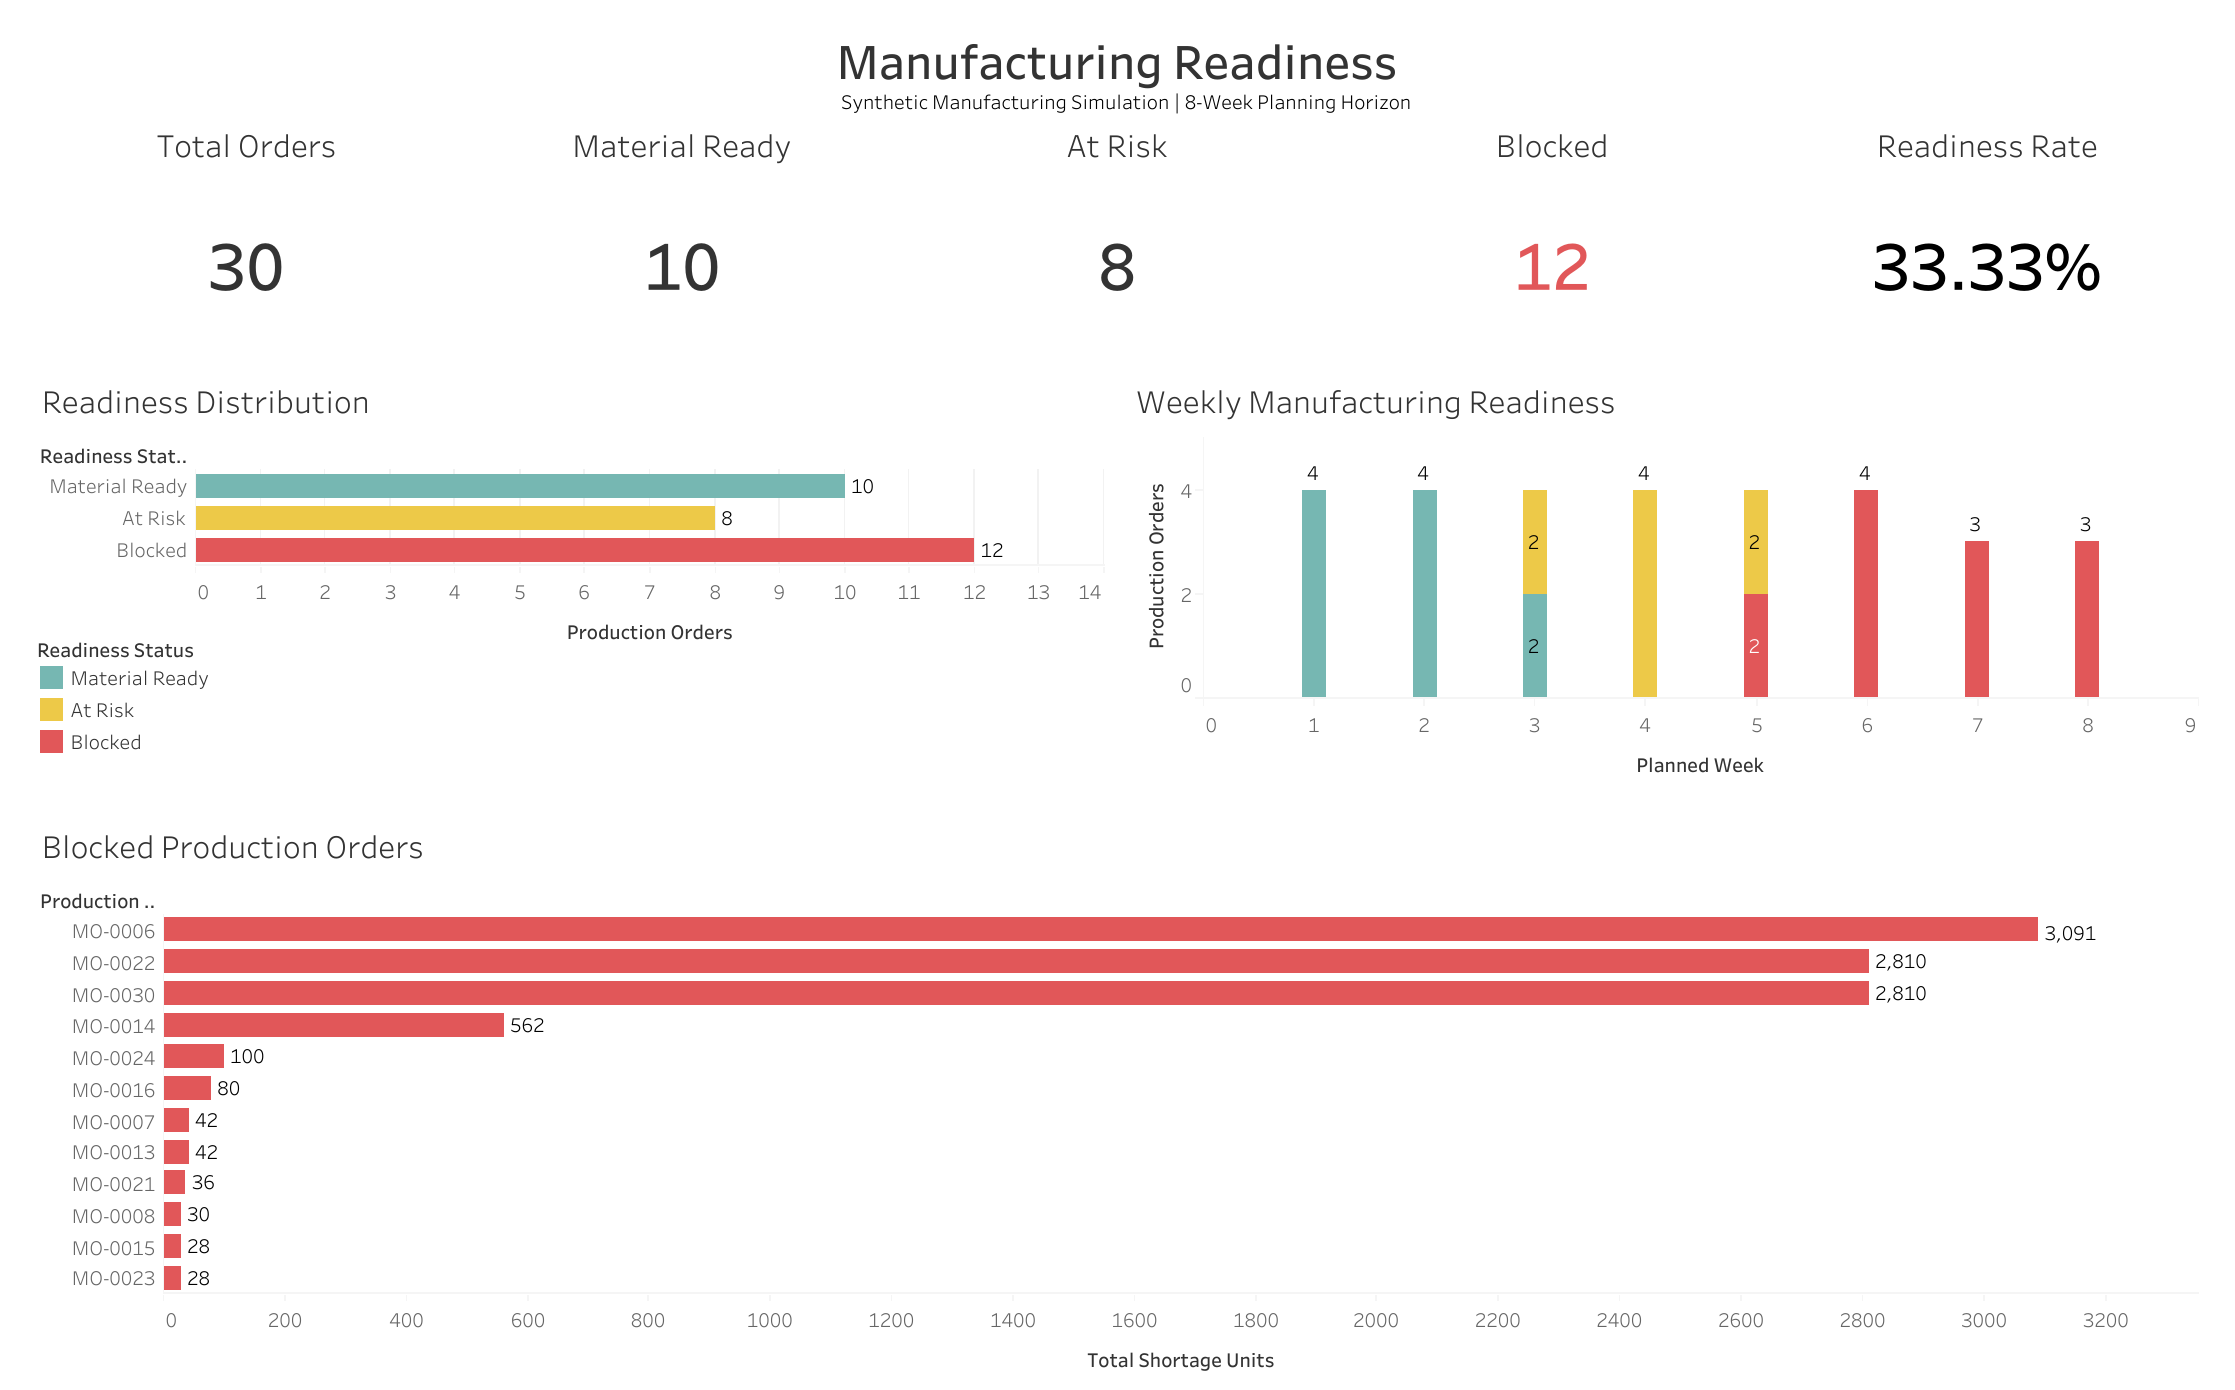 Manufacturing Readiness
Synthetic Manufacturing Simulation | 8-Week Planning Horizon
Total Orders Material Ready At Risk Blocked Readiness Rate
30 10 8 12 33.33%
Readiness Distribution
Readiness Stat..
Material Ready 10
At Risk 8
Blocked 12
0 1 2 3 4 5 6 7 8 9 10 11 12 13 14
Production Orders
Readiness Status
Material Ready
At Risk
Blocked
Weekly Manufacturing Readiness
Production Orders
4 4 4 4
4
3 3
2 2
2
2 2
0
0 1 2 3 4 5 6 7 8 9
Planned Week
Blocked Production Orders
Production ..
MO-0006 3,091
MO-0022 2,810
MO-0030 2,810
MO-0014 562
MO-0024 100
MO-0016 80
MO-0007 42
MO-0013 42
MO-0021 36
MO-0008 30
MO-0015 28
MO-0023 28
0 200 400 600 800 1000 1200 1400 1600 1800 2000 2200 2400 2600 2800 3000 3200
Total Shortage Units